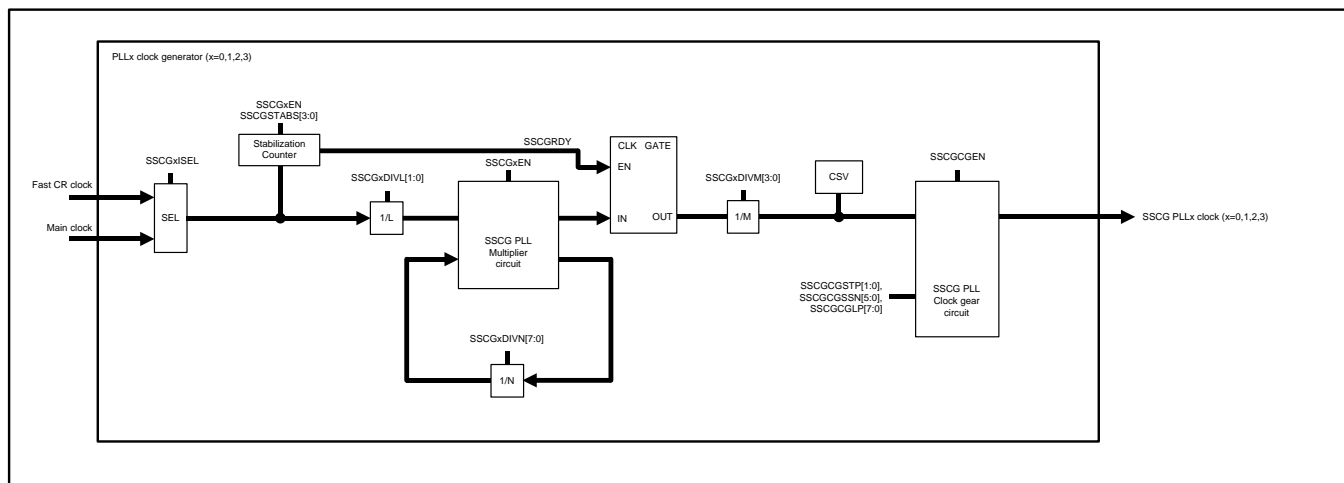 PLLx clock generator (x=0,1,2,3)
SSCGxEN
SSCGSTABS[3:0]
Stabilization
Counter
SSCGRDY
CLK GATE
EN
IN
OUT
SSCGxISEL
Fast CR clock
Main clock
SEL
SSCGxDIVL[1:0]
1/L
SSCGxEN
SSCG PLL
Multiplier
circuit
SSCGxDIVN[7:0]
1/N
SSCGxDIVM[3:0]
1/M
CSV
SSCGCGEN
SSCGCGSTP[1:0],
SSCGCGSSN[5:0],
SSCGCGLP[7:0]
SSCG PLL
Clock gear
circuit
SSCG PLLx clock (x=0,1,2,3)